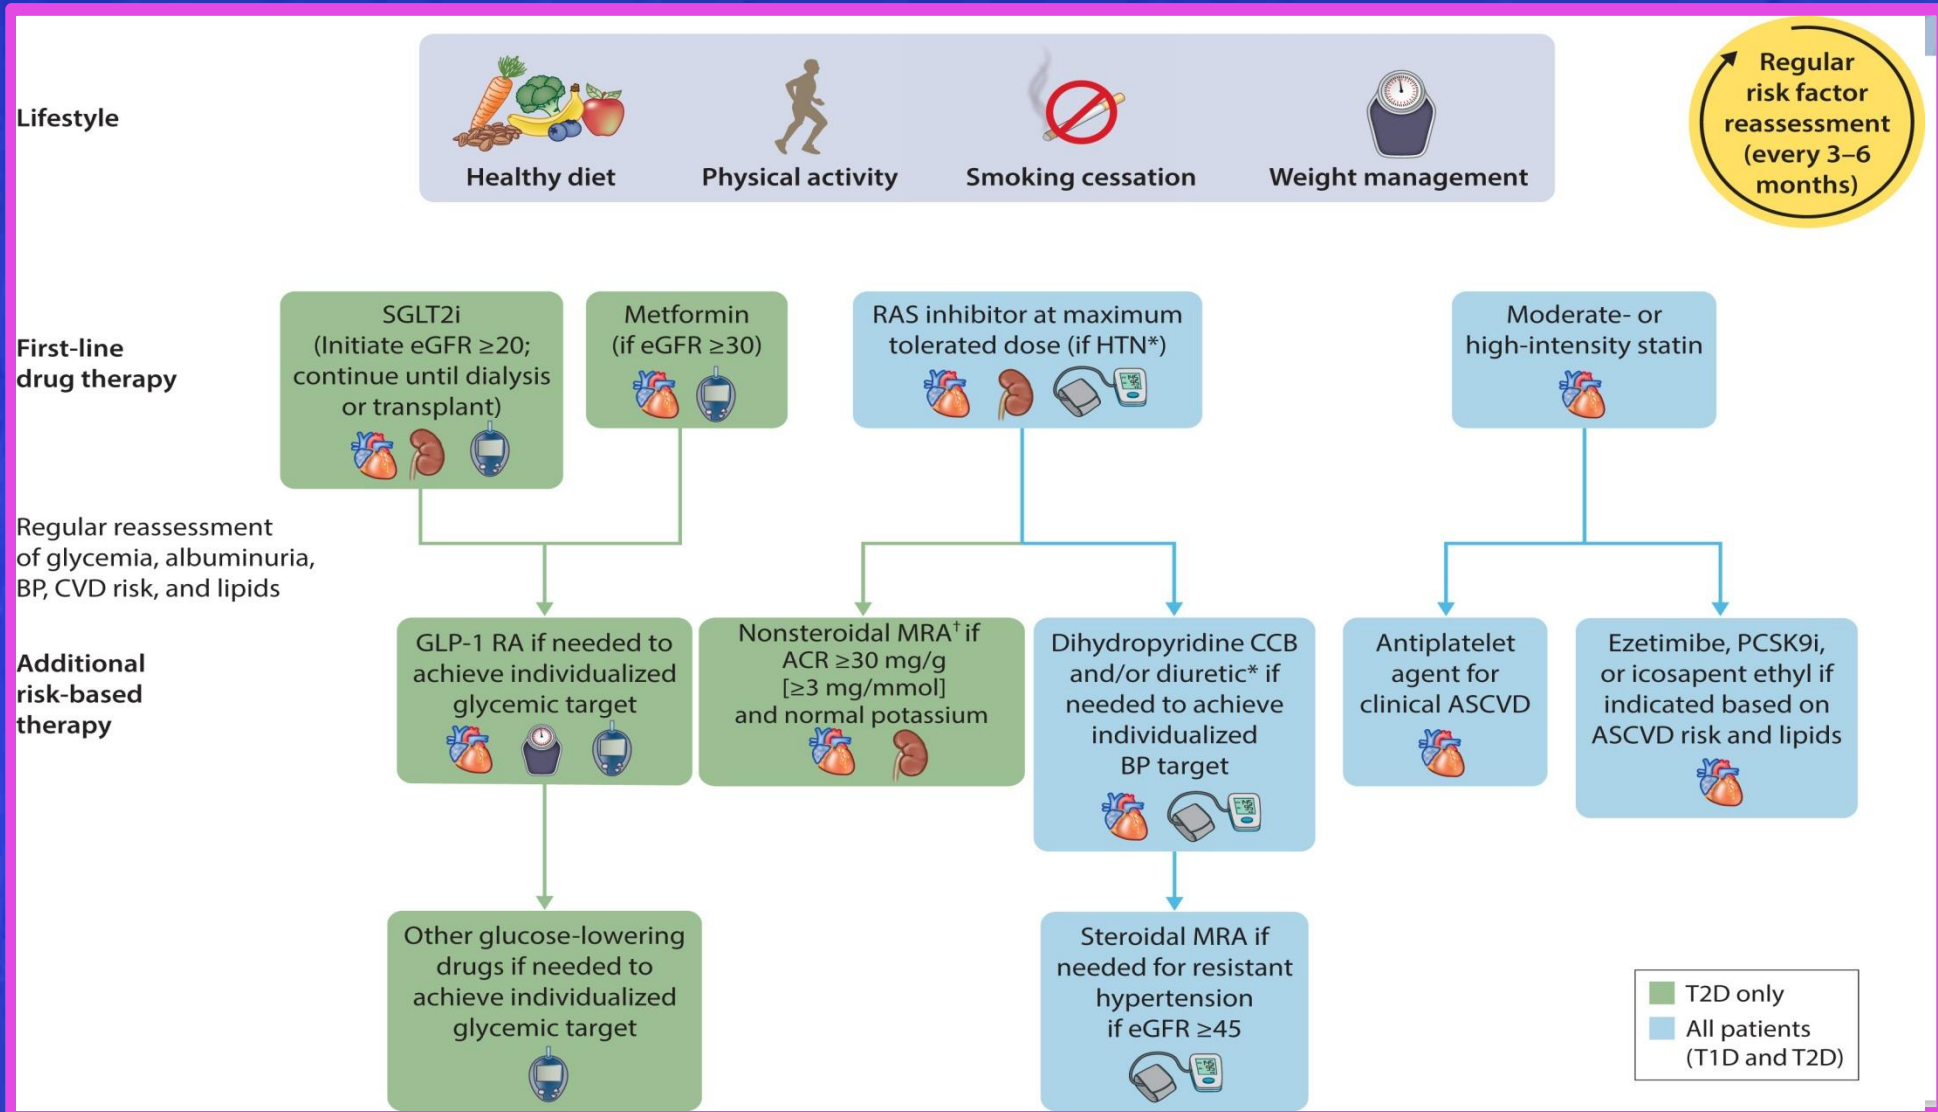 Lifestyle
Healthy diet
Physical activity
Smoking cessation
Weight management
Regular
risk factor
reassessment
(every 3–6
months)
First-line
drug therapy
SGLT2i
(Initiate eGFR ≥20;
continue until dialysis
or transplant)
Metformin
(if eGFR ≥30)
RAS inhibitor at maximum
tolerated dose (if HTN*)
Moderate- or
high-intensity statin
Regular reassessment
of glycemia, albuminuria,
BP, CVD risk, and lipids
Additional
risk-based
therapy
GLP-1 RA if needed to
achieve individualized
glycemic target
Nonsteroidal MRA† if
ACR ≥30 mg/g
[≥3 mg/mmol]
and normal potassium
Dihydropyridine CCB
and/or diuretic* if
needed to achieve
individualized
BP target
Antiplatelet
agent for
clinical ASCVD
Ezetimibe, PCSK9i,
or icosapent ethyl if
indicated based on
ASCVD risk and lipids
Other glucose-lowering
drugs if needed to
achieve individualized
glycemic target
Steroidal MRA if
needed for resistant
hypertension
if eGFR ≥45
T2D only
All patients
(T1D and T2D)